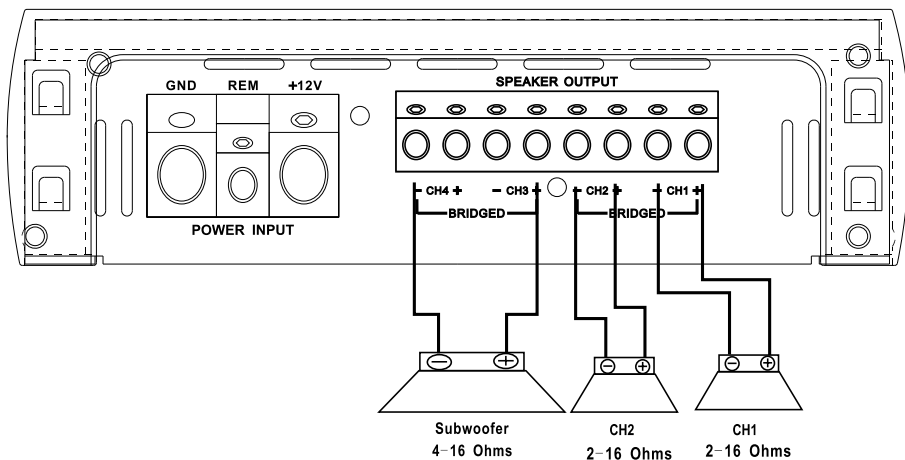 GND REM +12V
SPEAKER OUTPUT
- CH4 + - CH3 + - CH2 + - CH1 +
BRIDGED BRIDGED
POWER INPUT
- + - + - +
Subwoofer
4-16 Ohms
CH2
2-16 Ohms
CH1
2-16 Ohms